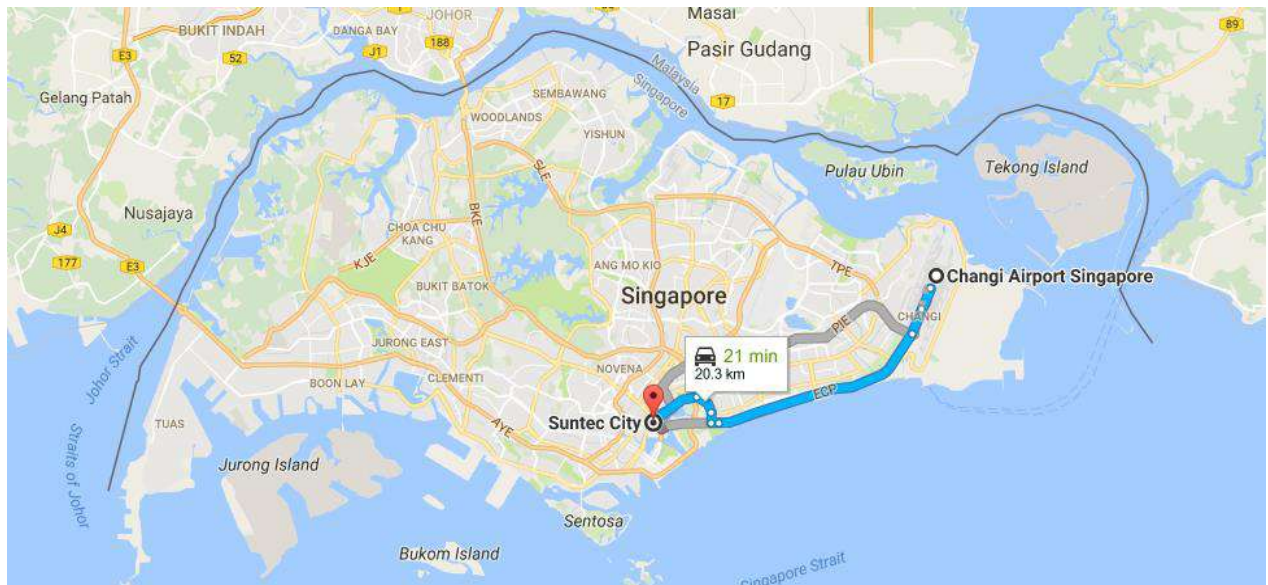 Masai
BUKIT INDAH
DANGA BAY
JOHOR
J1
188
E3
52
89
Pasir Gudang
Gelang Patah
17
Malaysia
Singapore
SEMBAWANG
WOODLANDS
YISHUN
SLE
Pulau Ubin
Tekong Island
Nusajaya
J4
177
E3
BKE
CHOA CHU
KANG
KJE
ANG MO KIO
TPE
Changi Airport Singapore
BUKIT BATOK
Singapore
PIE
CHANGI
Johor Strait
JURONG EAST
21 min
20.3 km
NOVENA
BOON LAY
CLEMENTI
ECP
Suntec City
TUAS
AYE
Straits of Johor
Jurong Island
Sentosa
Bukom Island
Singapore Strait